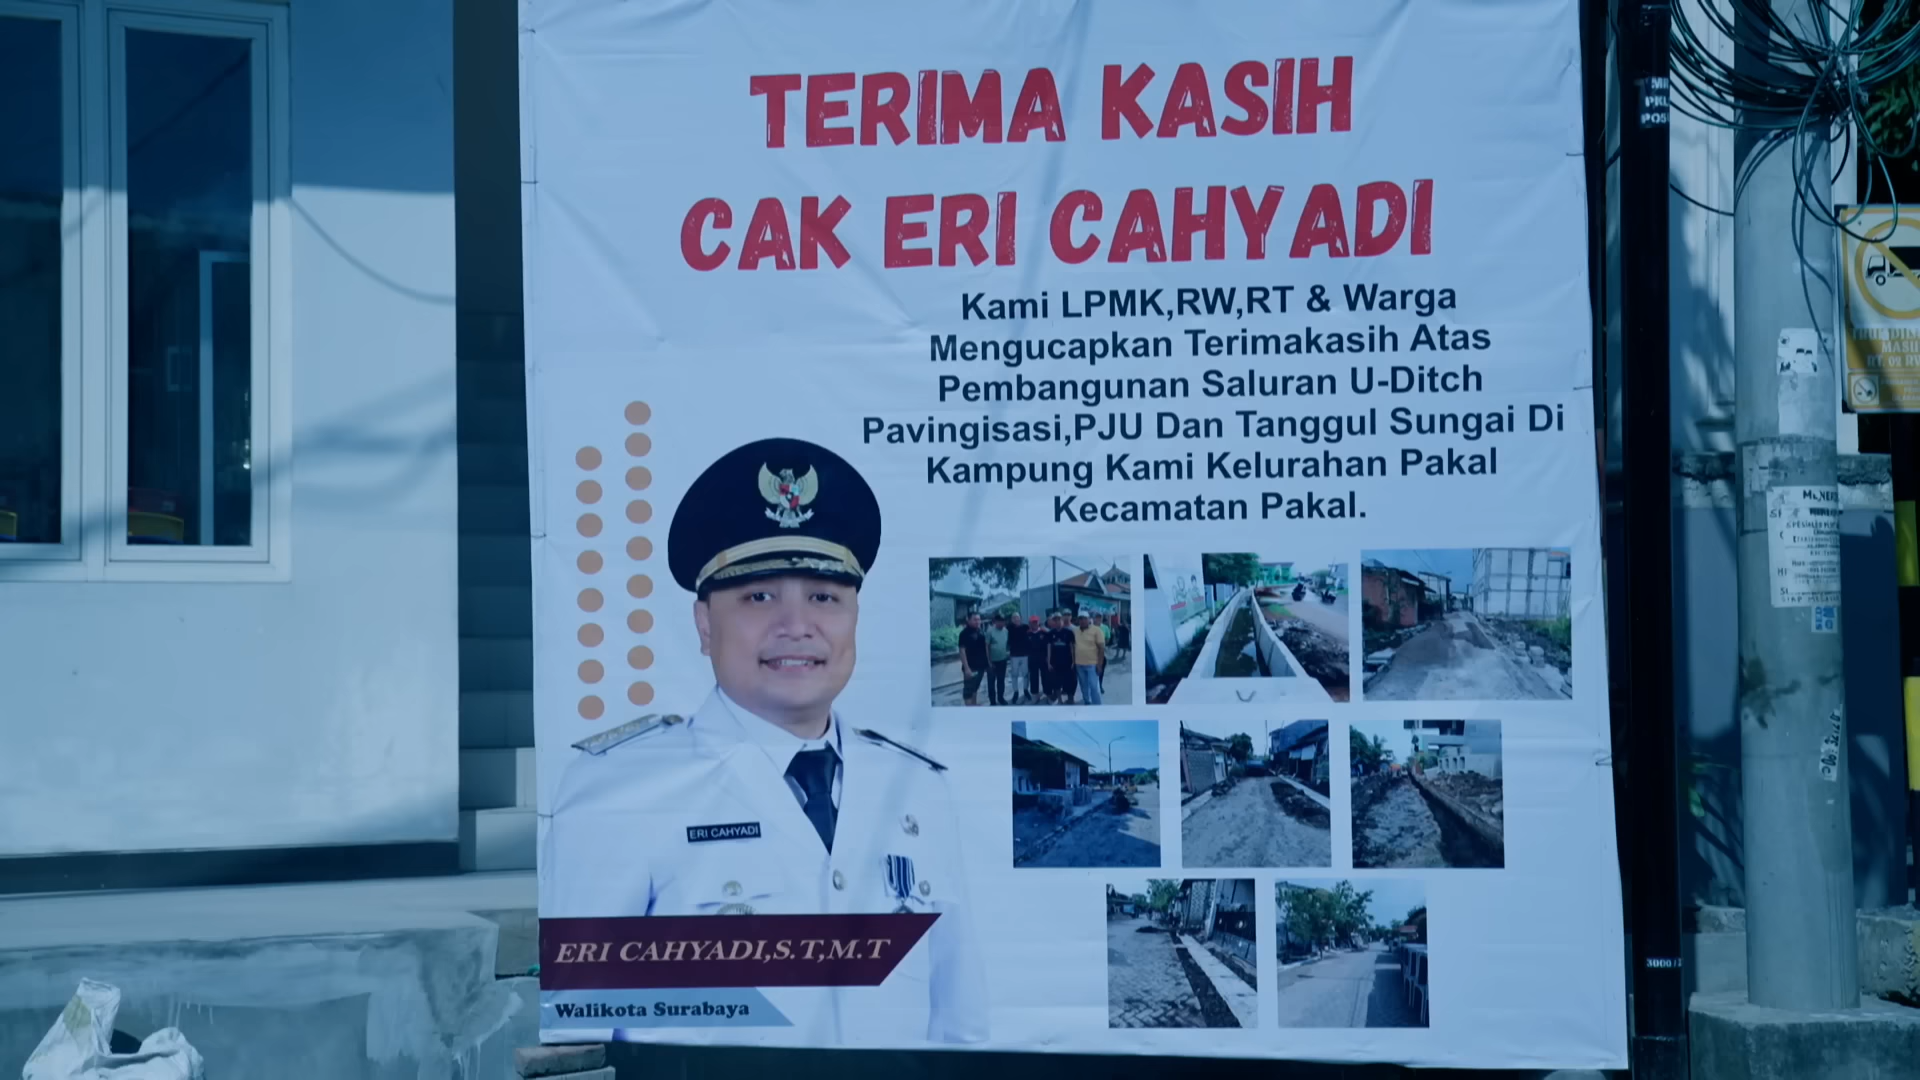 TERIMA KASIH
CAK ERI CAHYADI
Kami LPMK,RW,RT & Warga
Mengucapkan Terimakasih Atas
Pembangunan Saluran U-Ditch
Pavingisasi,PJU Dan Tanggul Sungai Di
Kampung Kami Kelurahan Pakal
Kecamatan Pakal.
ERI CAHYADI
ERI CAHYADI,S.T,M.T
Walikota Surabaya
PKL